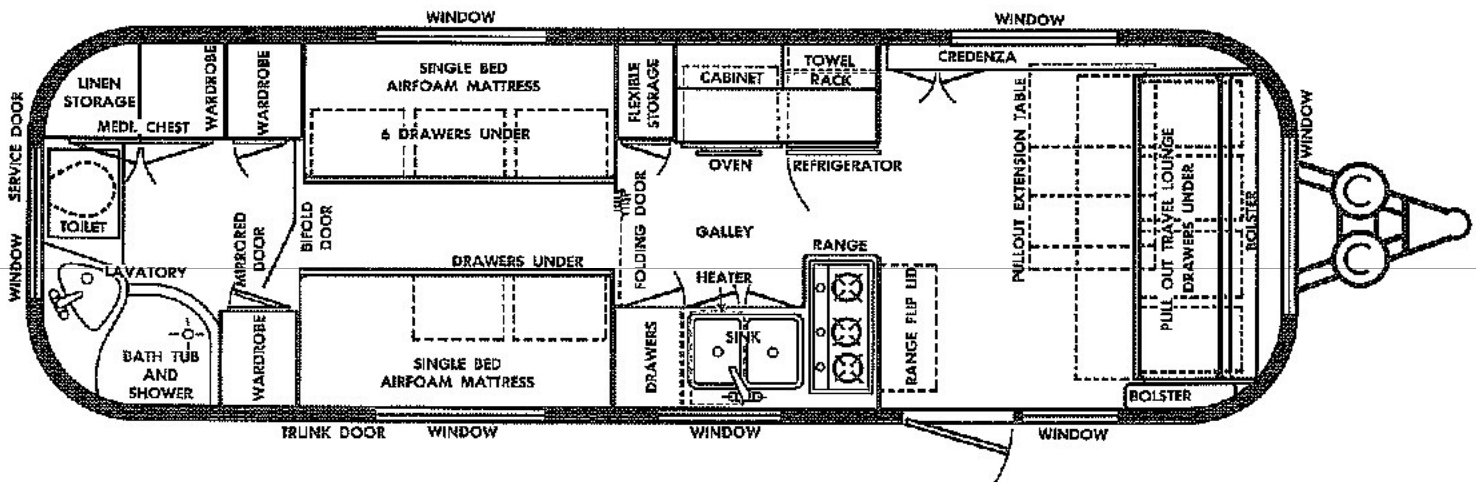 WINDOW
WINDOW
LINEN
STORAGE
WARDROBE
WARDROBE
SINGLE BED
AIRFOAM MATTRESS
6 DRAWERS UNDER
FLEXIBLE
STORAGE
CABINET
TOWEL
RACK
CREDENZA
MEDI. CHEST
SERVICE DOOR
TOILET
OVEN
REFRIGERATOR
PULLOUT EXTENSION TABLE
PULL OUT TRAVEL LOUNGE
DRAWERS UNDER
BOLSTER
WINDOW
WINDOW
LAVATORY
MIRRORED
DOOR
BIFOLD
DOOR
DRAWERS UNDER
FOLDING DOOR
GALLEY
HEATER
RANGE
RANGE FLIP LID
BATH TUB
AND
SHOWER
WARDROBE
SINGLE BED
AIRFOAM MATTRESS
DRAWERS
SINK
BOLSTER
TRUNK DOOR
WINDOW
WINDOW
WINDOW